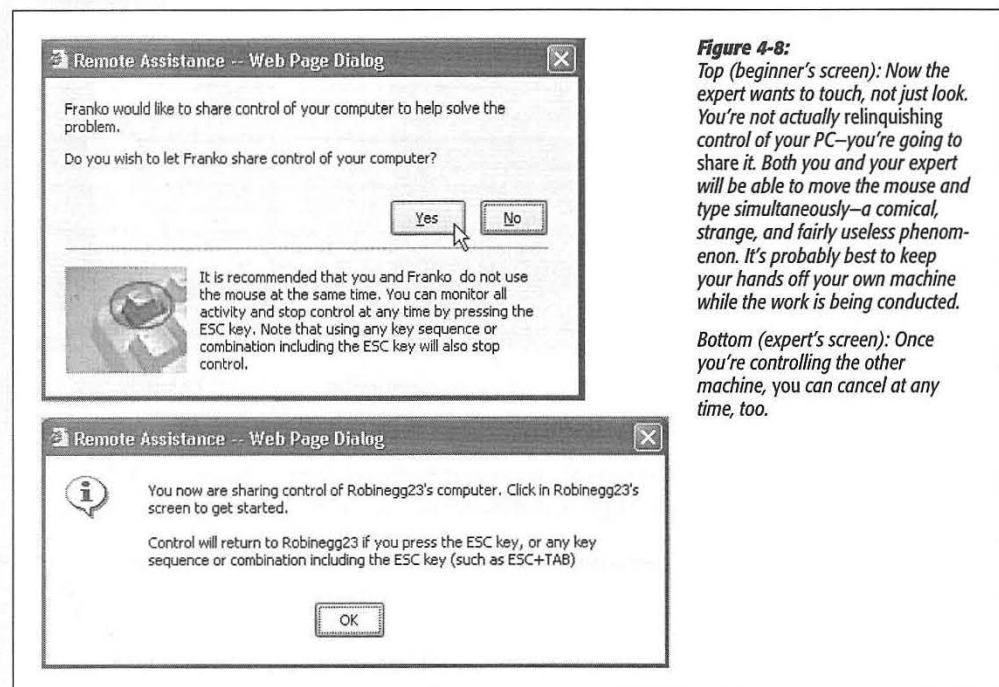 Remote Assistance -- Web Page Dialog
Franko would like to share control of your computer to help solve the
problem.
Do you wish to let Franko share control of your computer?
Yes
No
It is recommended that you and Franko do not use
the mouse at the same time. You can monitor all
activity and stop control at any time by pressing the
ESC key. Note that using any key sequence or
combination including the ESC key will also stop
control.
Remote Assistance -- Web Page Dialog
You now are sharing control of Robinegg23's computer. Click in Robinegg23's
screen to get started.
Control will return to Robinegg23 if you press the ESC key, or any key
sequence or combination including the ESC key (such as ESC+TAB)
OK
Figure 4-8:
Top (beginner's screen): Now the
expert wants to touch, not just look.
You're not actually relinquishing
control of your PC—you're going to
share it. Both you and your expert
will be able to move the mouse and
type simultaneously—a comical,
strange, and fairly useless phenom-
enon. It's probably best to keep
your hands off your own machine
while the work is being conducted.
Bottom (expert's screen): Once
you're controlling the other
machine, you can cancel at any
time, too.